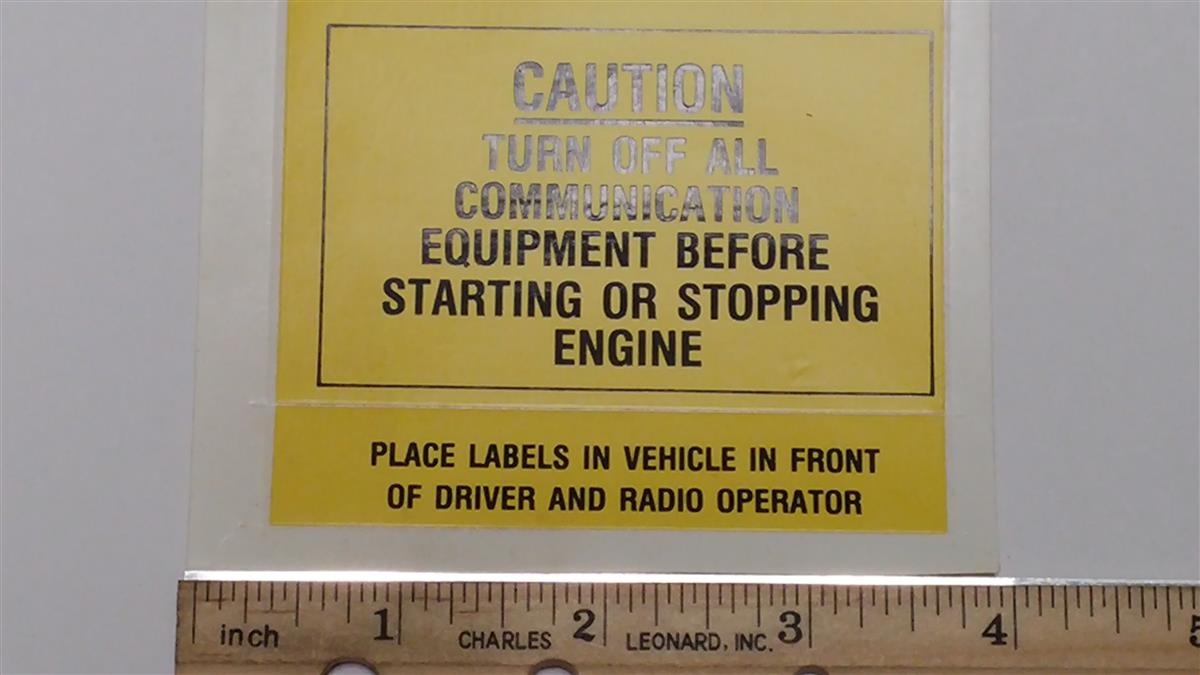 CAUTION
TURN OFF ALL
COMMUNICATION
EQUIPMENT BEFORE
STARTING OR STOPPING
ENGINE
PLACE LABELS IN VEHICLE IN FRONT
OF DRIVER AND RADIO OPERATOR
inch 1 CHARLES 2 LEONARD, INC. 3 4 5